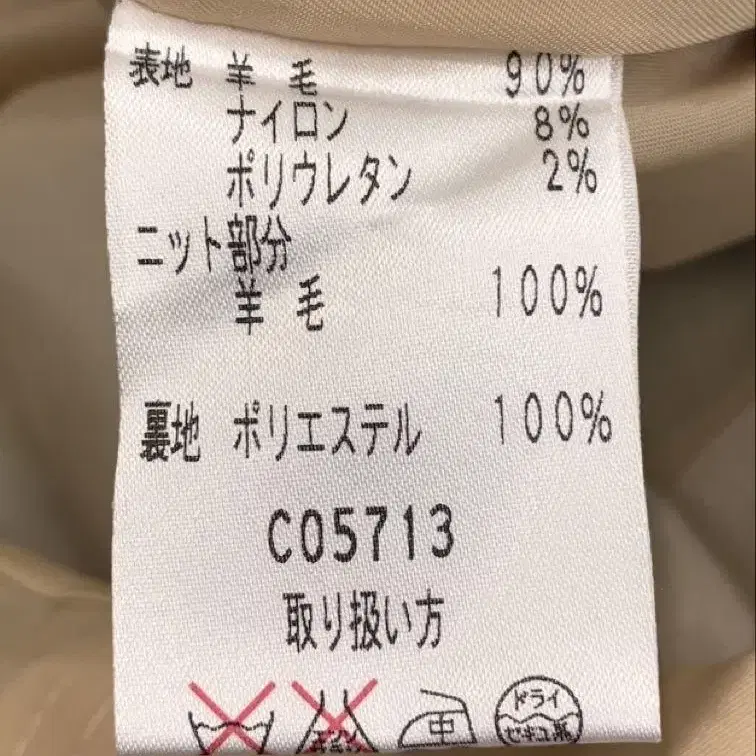 表地 羊毛 90%
ナイロン 8%
ポリウレタン 2%
ニット部分
羊毛 100%
裏地 ポリエステル 100%
C05713
取り扱い方
中
ドライ
セキユ系